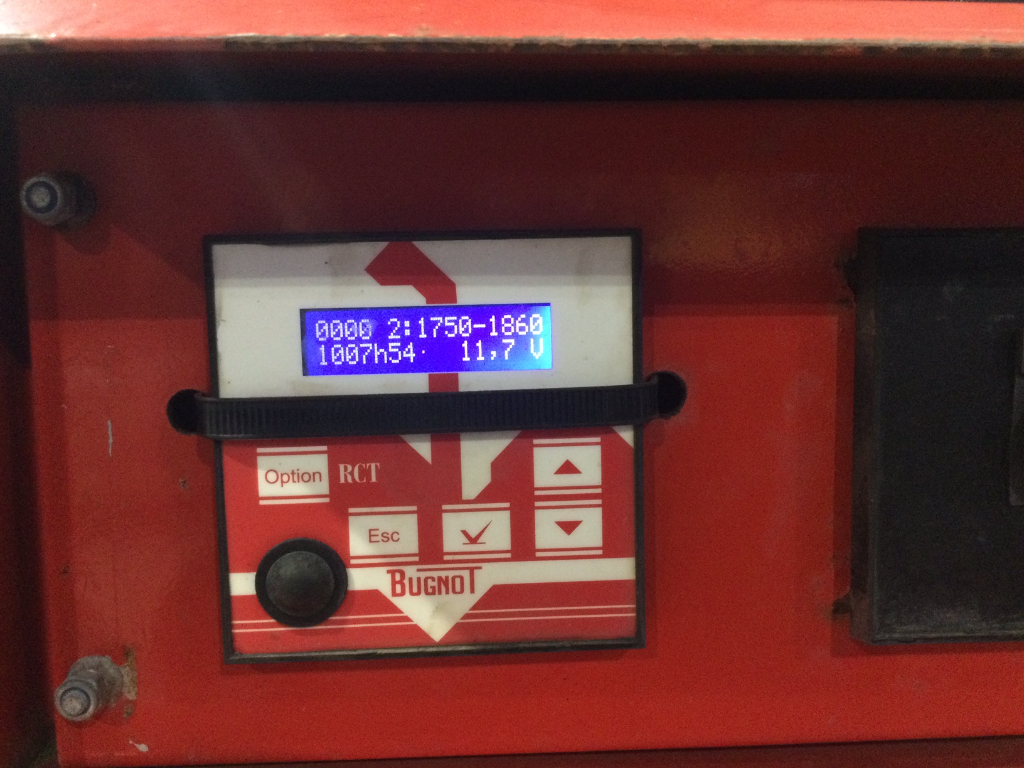 0000 2:1750-1860
1007h54 11,7 V
Option RCT
Esc
BUGNOT